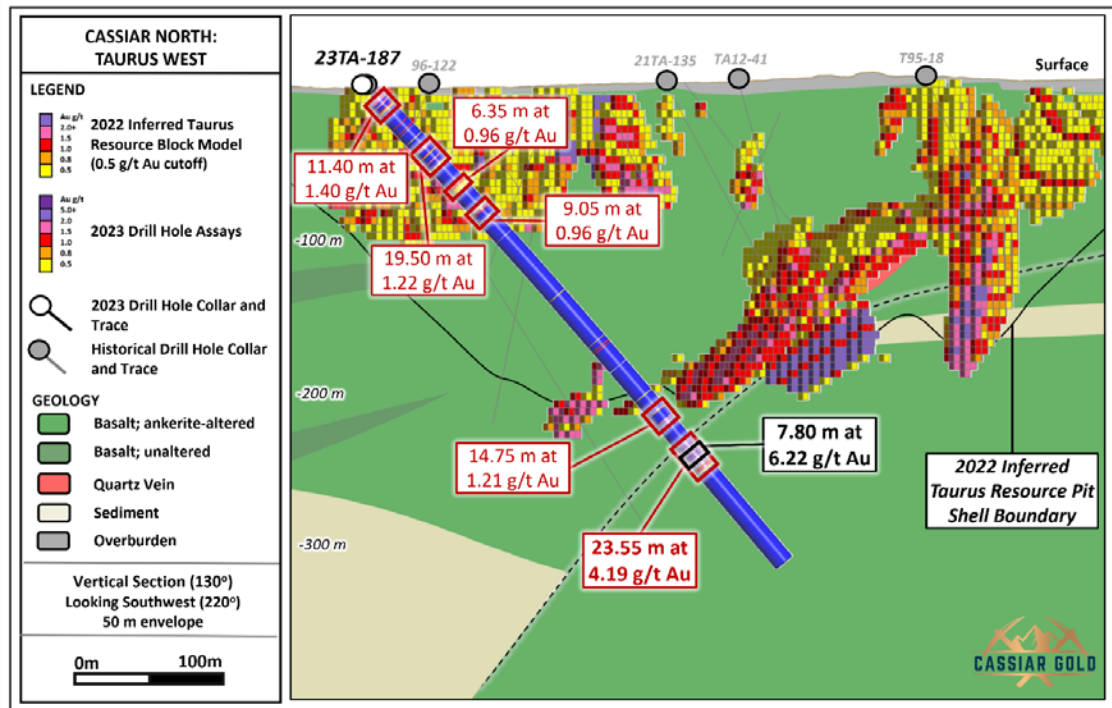 CASSIAR NORTH:
TAURUS WEST
LEGEND
Au g/t
2.0+
1.5
1.0
0.8
0.5
2022 Inferred Taurus
Resource Block Model
(0.5 g/t Au cutoff)
Au g/t
5.0+
2.0
1.5
1.0
0.8
0.5
2023 Drill Hole Assays
2023 Drill Hole Collar and
Trace
Historical Drill Hole Collar
and Trace
GEOLOGY
Basalt; ankerite-altered
Basalt; unaltered
Quartz Vein
Sediment
Overburden
Vertical Section (130°)
Looking Southwest (220°)
50 m envelope
0m 100m
23TA-187
96-122
21TA-135
TA12-41
T95-18
Surface
6.35 m at
0.96 g/t Au
11.40 m at
1.40 g/t Au
9.05 m at
0.96 g/t Au
19.50 m at
1.22 g/t Au
-100 m
-200 m
-300 m
14.75 m at
1.21 g/t Au
7.80 m at
6.22 g/t Au
23.55 m at
4.19 g/t Au
2022 Inferred
Taurus Resource Pit
Shell Boundary
CASSIAR GOLD